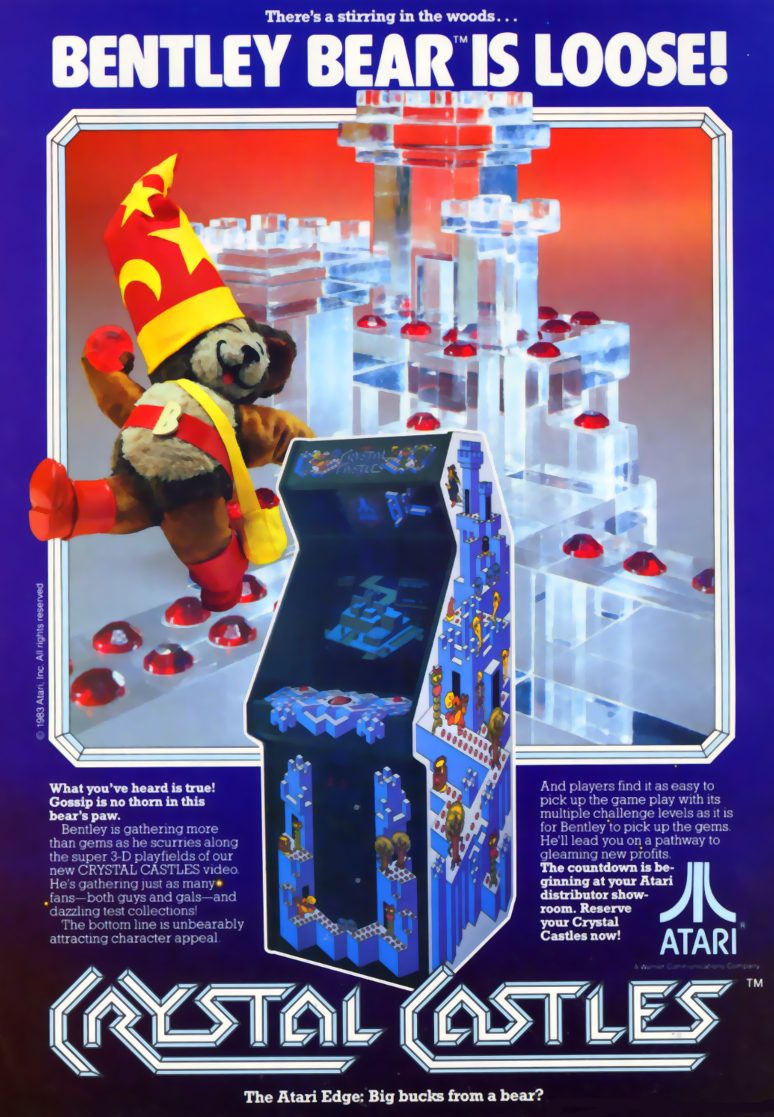 There's a stirring in the woods...
BENTLEY BEAR™ IS LOOSE!
B
CRYSTAL
CASTLES
© 1983 Atari, Inc. All rights reserved
What you've heard is true!
Gossip is no thorn in this
bear's paw.
Bentley is gathering more
than gems as he scurries along
the super 3-D playfields of our
new CRYSTAL CASTLES video.
He's gathering just as many
fans—both guys and gals—and
dazzling test collections!
The bottom line is unbearably
attracting character appeal.
And players find it as easy to
pick up the game play with its
multiple challenge levels as it is
for Bentley to pick up the gems.
He'll lead you on a pathway to
gleaming new profits.
The countdown is be-
ginning at your Atari
distributor show-
room. Reserve
your Crystal
Castles now!
ATARI®
A Warner Communications Company
CRYSTAL CASTLES™
The Atari Edge: Big bucks from a bear?